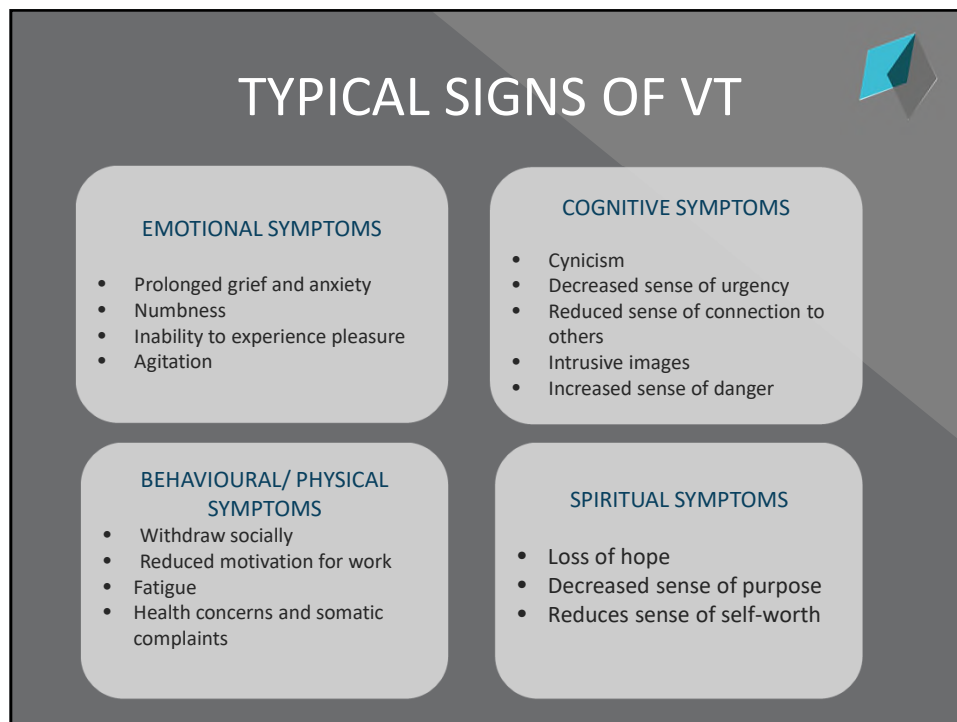 TYPICAL SIGNS OF VT
EMOTIONAL SYMPTOMS
• Prolonged grief and anxiety
• Numbness
• Inability to experience pleasure
• Agitation
COGNITIVE SYMPTOMS
• Cynicism
• Decreased sense of urgency
• Reduced sense of connection to
others
• Intrusive images
• Increased sense of danger
BEHAVIOURAL/ PHYSICAL
SYMPTOMS
• Withdraw socially
• Reduced motivation for work
• Fatigue
• Health concerns and somatic
complaints
SPIRITUAL SYMPTOMS
• Loss of hope
• Decreased sense of purpose
• Reduces sense of self-worth